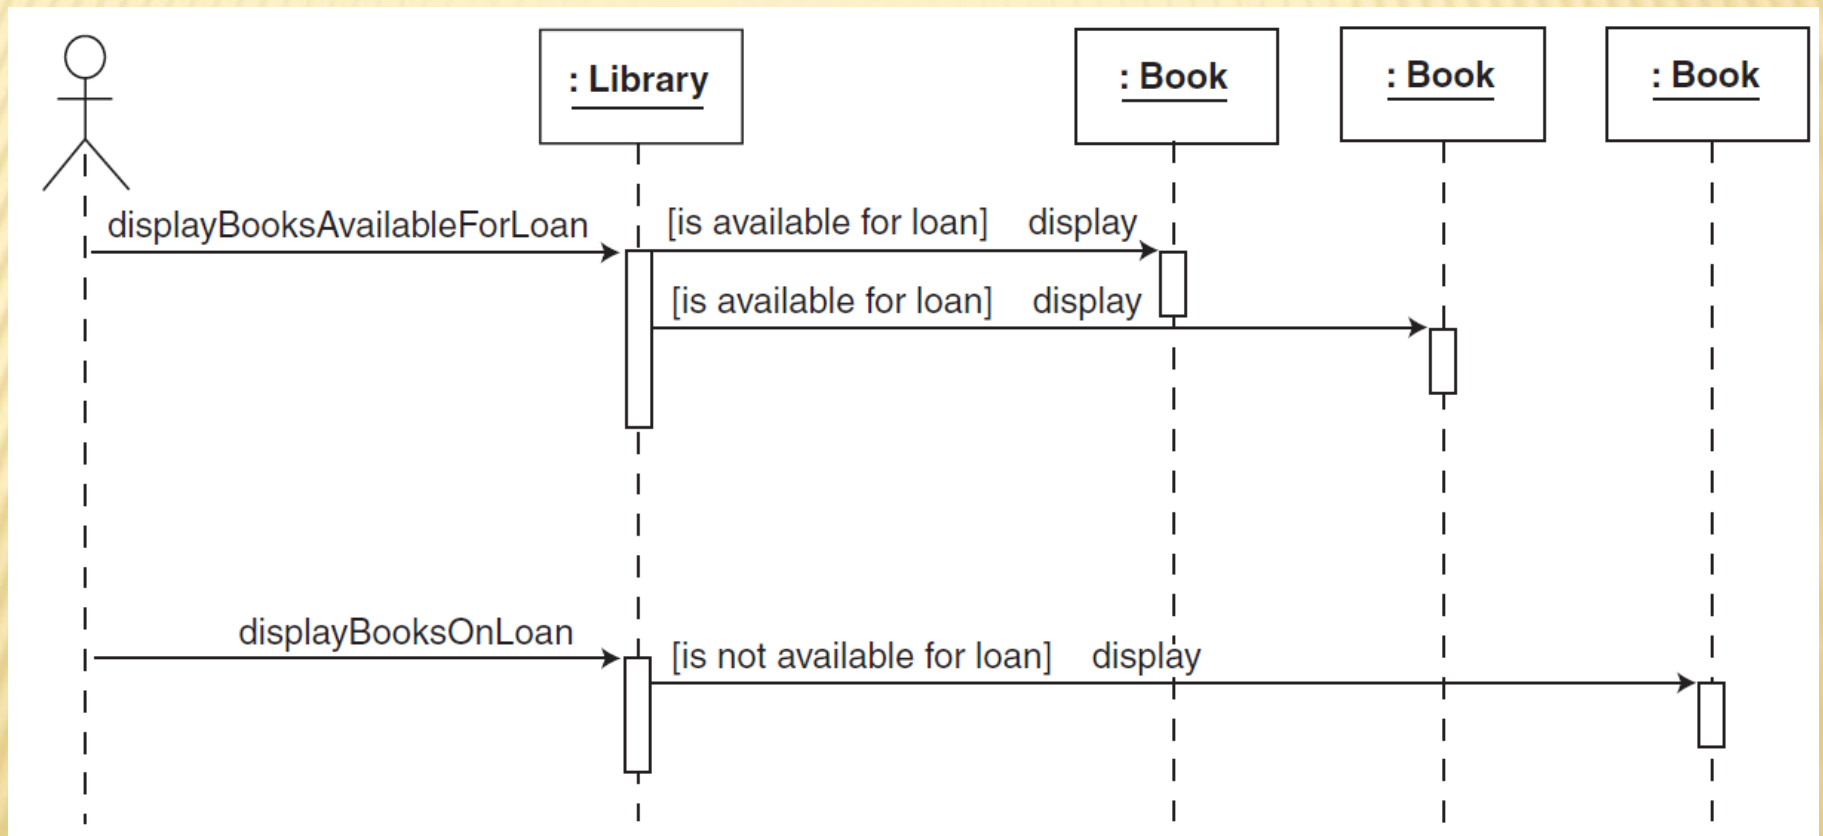 : Library
: Book
: Book
: Book
displayBooksAvailableForLoan
[is available for loan] display
[is available for loan] display
displayBooksOnLoan
[is not available for loan] display